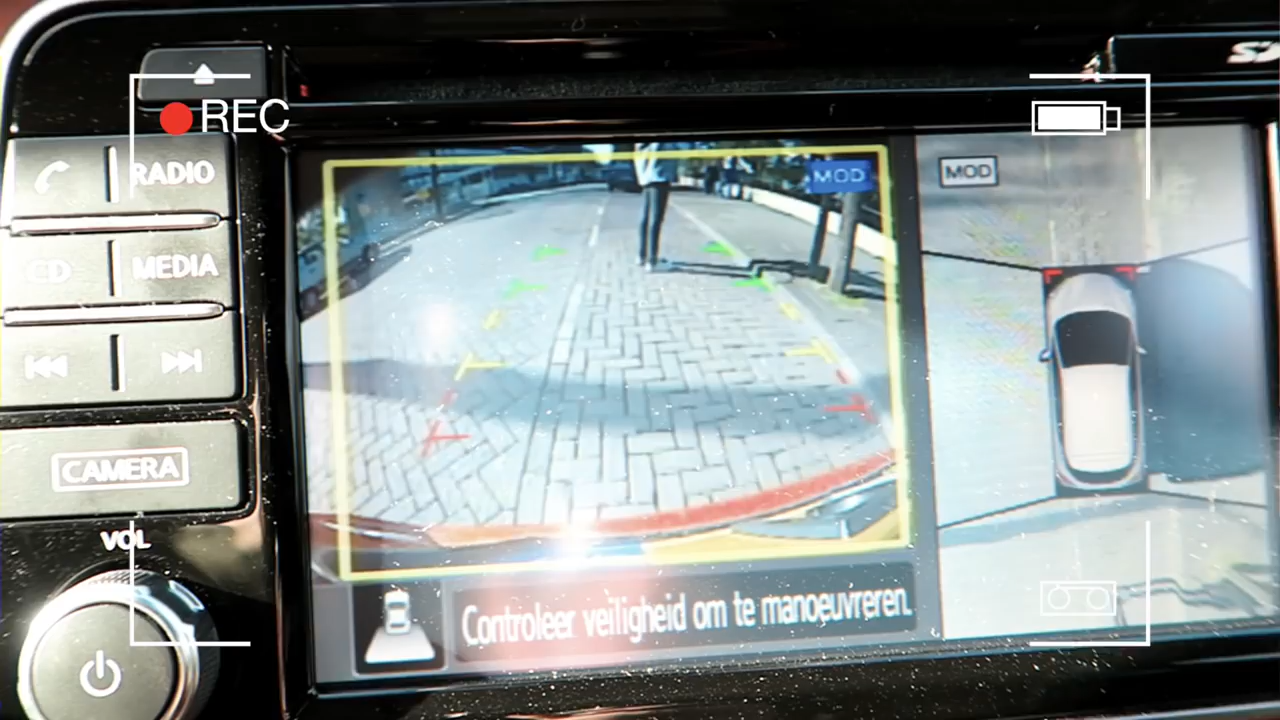 REC
RADIO
CD
MEDIA
CAMERA
VOL
MOD
MOD
Controleer veiligheid om te manoeuvreren.